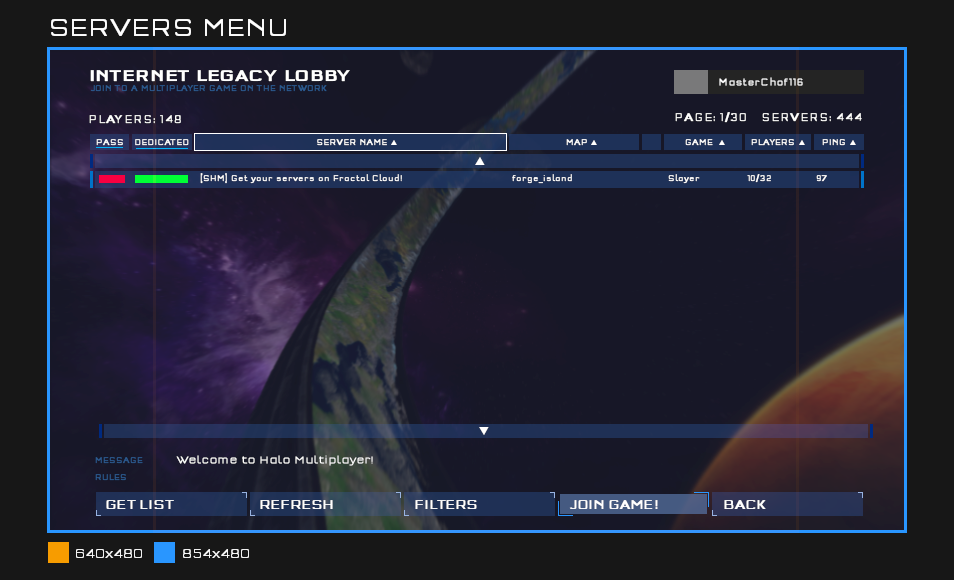 SERVERS MENU
INTERNET LEGACY LOBBY
JOIN TO A MULTIPLAYER GAME ON THE NETWORK
MasterChof116
PLAYERS: 148
PAGE: 1/30 SERVERS: 444
PASS DEDICATED SERVER NAME ▲ MAP ▲ GAME ▲ PLAYERS ▲ PING ▲
▲
[SHM] Get your servers on Fractal Cloud! forge_island Slayer 10/32 97
▼
MESSAGE Welcome to Halo Multiplayer!
RULES
GET LIST REFRESH FILTERS JOIN GAME! BACK
640x480 854x480